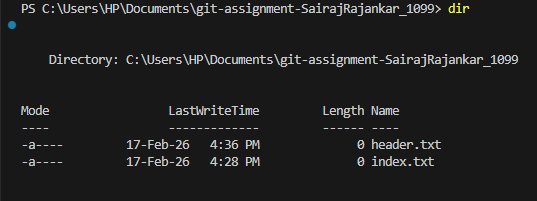 PS C:\Users\HP\Documents\git-assignment-SairajRajankar_1099> dir
Directory: C:\Users\HP\Documents\git-assignment-SairajRajankar_1099
Mode                 LastWriteTime         Length Name
----                 -------------         ------ ----
-a----         17-Feb-26   4:36 PM              0 header.txt
-a----         17-Feb-26   4:28 PM              0 index.txt